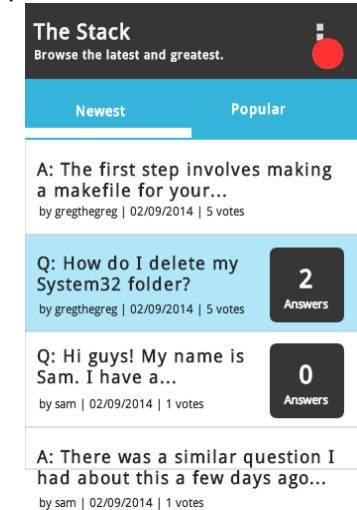 The Stack
Browse the latest and greatest.
Newest
Popular
A: The first step involves making
a makefile for your...
by gregthegreg | 02/09/2014 | 5 votes
Q: How do I delete my
System32 folder?
by gregthegreg | 02/09/2014 | 5 votes
2
Answers
Q: Hi guys! My name is
Sam. I have a...
by sam | 02/09/2014 | 1 votes
0
Answers
A: There was a similar question I
had about this a few days ago...
by sam | 02/09/2014 | 1 votes